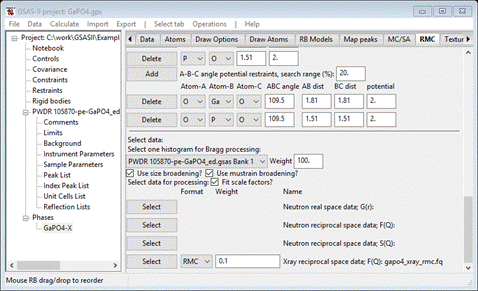 GSAS-II project: GaPO4.gpx
File Data Calculate Import Export | Select tab Operations | Help
Project: C:\work\GSASII\Exampl
Notebook
Controls
Covariance
Constraints
Restraints
Rigid bodies
PWDR 105870-pe-GaPO4_ed
Comments
Limits
Background
Instrument Parameters
Sample Parameters
Peak List
Index Peak List
Unit Cells List
Reflection Lists
Phases
GaPO4-X
Data Atoms Draw Options Draw Atoms RB Models Map peaks MC/SA RMC Textur
Delete P O 1.51 2.
Add A-B-C angle potential restraints, search range (%): 20.
Atom-A Atom-B Atom-C ABC angle AB dist BC dist potential
Delete O Ga O 109.5 1.81 1.81 2.
Delete O P O 109.5 1.51 1.51 2.
Select data:
Select one histogram for Bragg processing:
PWDR 105870-pe-GaPO4_ed.gsas Bank 1 Weight 100.
Use size broadening? Use mustrain broadening?
Select data for processing: Fit scale factors?
Format Weight Name
Select Neutron real space data; G(r):
Select Neutron reciprocal space data; F(Q):
Select Neutron reciprocal space data; S(Q):
Select RMC 0.1 Xray reciprocal space data; F(Q): gapo4_xray_rmc.fq
Mouse RB drag/drop to reorder